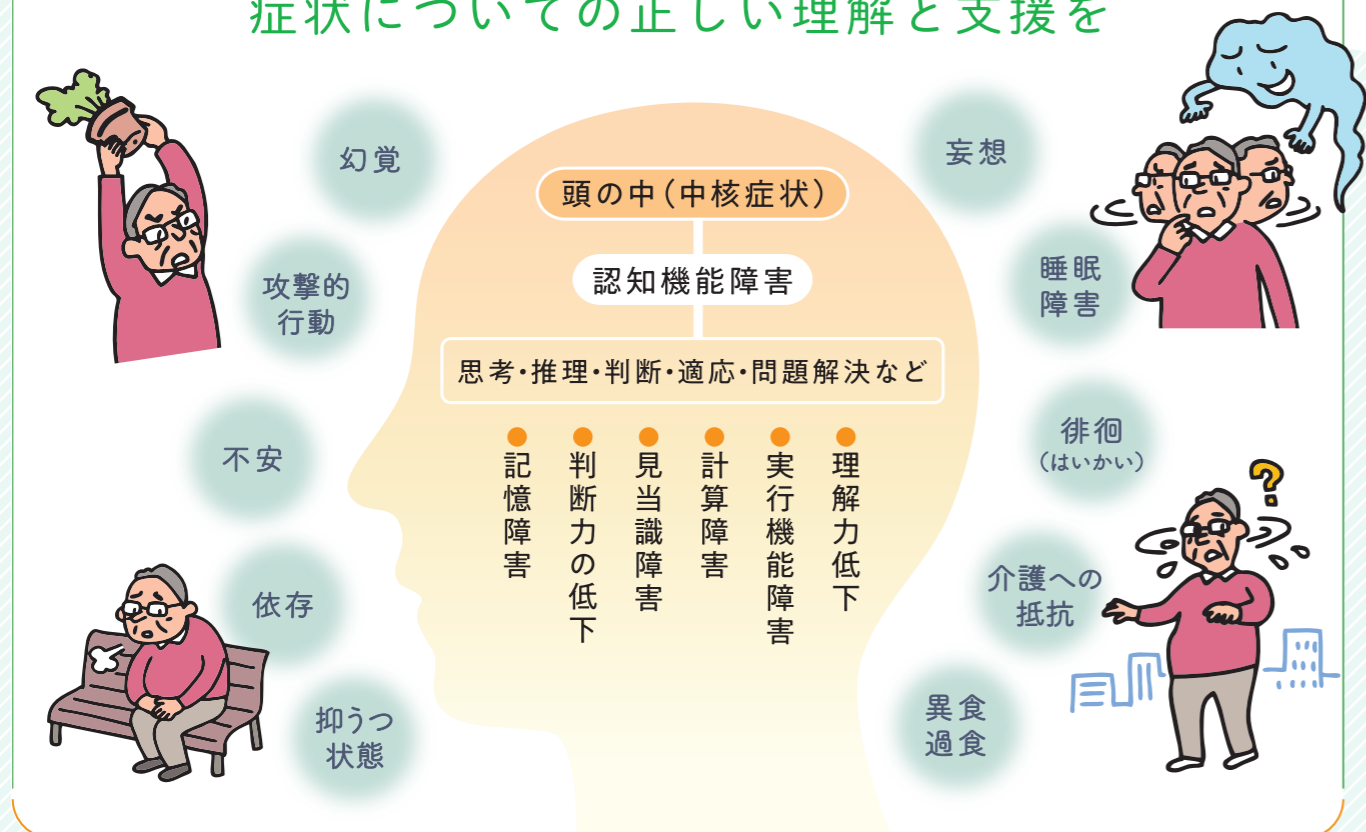 症状についての正しい理解と支援を
幻覚
攻撃的
行動
不安
依存
抑うつ
状態
頭の中(中核症状)
認知機能障害
思考・推理・判断・適応・問題解決など
記憶障害
判断力の低下
見当識障害
計算障害
実行機能障害
理解力低下
妄想
睡眠
障害
徘徊
(はいかい)
介護への
抵抗
異食
過食
?